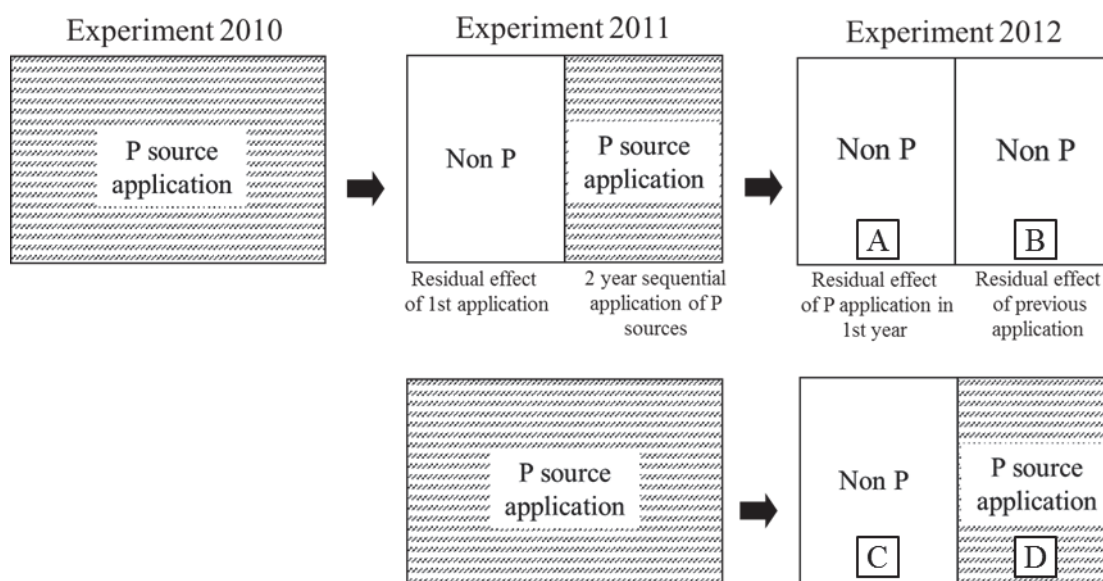 Experiment 2010
Experiment 2011
Experiment 2012
P source
application
Non P
P source
application
Non P
Non P
A
B
Residual effect
of 1st application
2 year sequential
application of P
sources
Residual effect
of P application in
1st year
Residual effect
of previous
application
P source
application
Non P
P source
application
C
D